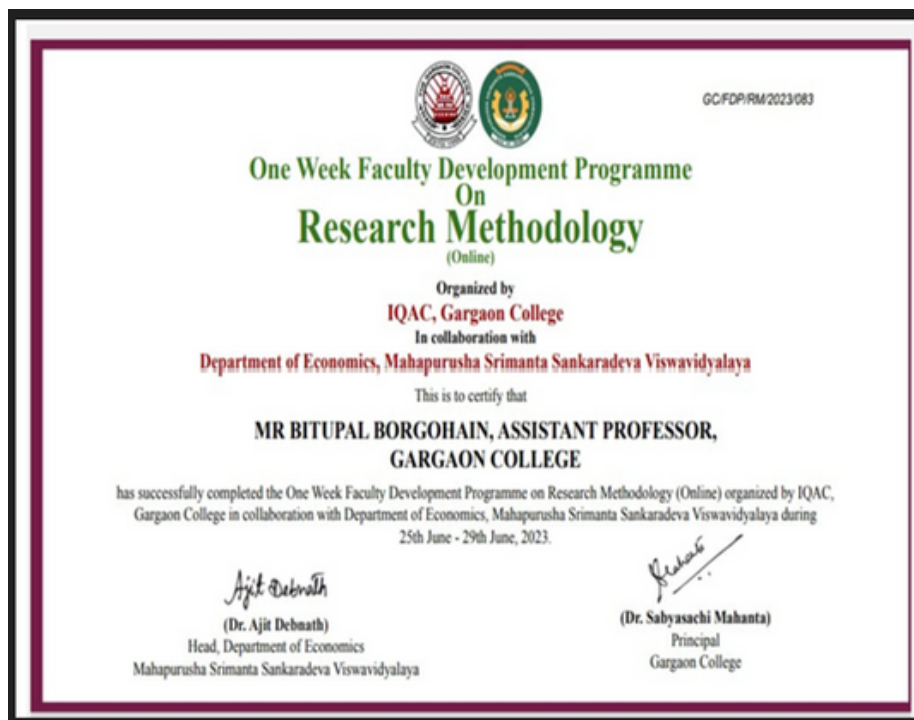 GC/FDP/RM/2023/083
One Week Faculty Development Programme
On
Research Methodology
(Online)
Organized by
IQAC, Gargaon College
In collaboration with
Department of Economics, Mahapurusha Srimanta Sankaradeva Viswavidyalaya
This is to certify that
MR BITUPAL BORGOHAIN, ASSISTANT PROFESSOR,
GARGAON COLLEGE
has successfully completed the One Week Faculty Development Programme on Research Methodology (Online) organized by IQAC,
Gargaon College in collaboration with Department of Economics, Mahapurusha Srimanta Sankaradeva Viswavidyalaya during
25th June - 29th June, 2023.
Ajit Debnath
(Dr. Ajit Debnath)
Head, Department of Economics
Mahapurusha Srimanta Sankaradeva Viswavidyalaya
(Dr. Sabyasachi Mahanta)
Principal
Gargaon College